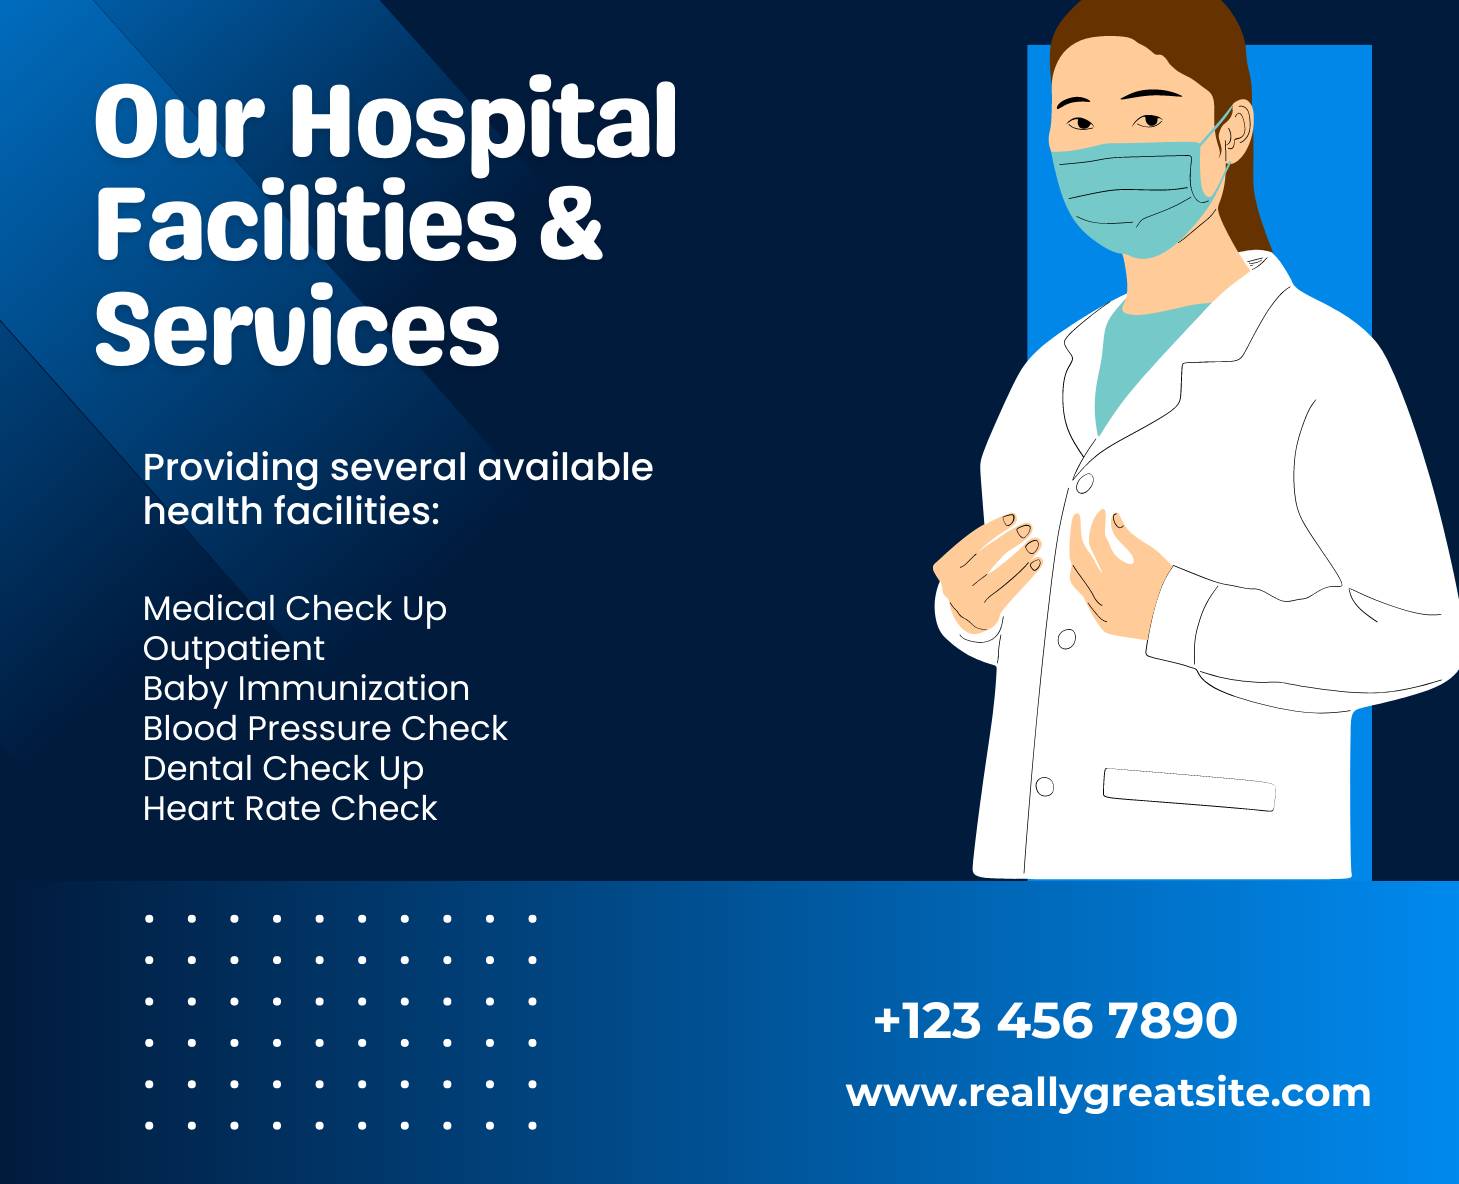 Our Hospital
Facilities &
Services
Providing several available
health facilities:
Medical Check Up
Outpatient
Baby Immunization
Blood Pressure Check
Dental Check Up
Heart Rate Check
+123 456 7890
www.reallygreatsite.com